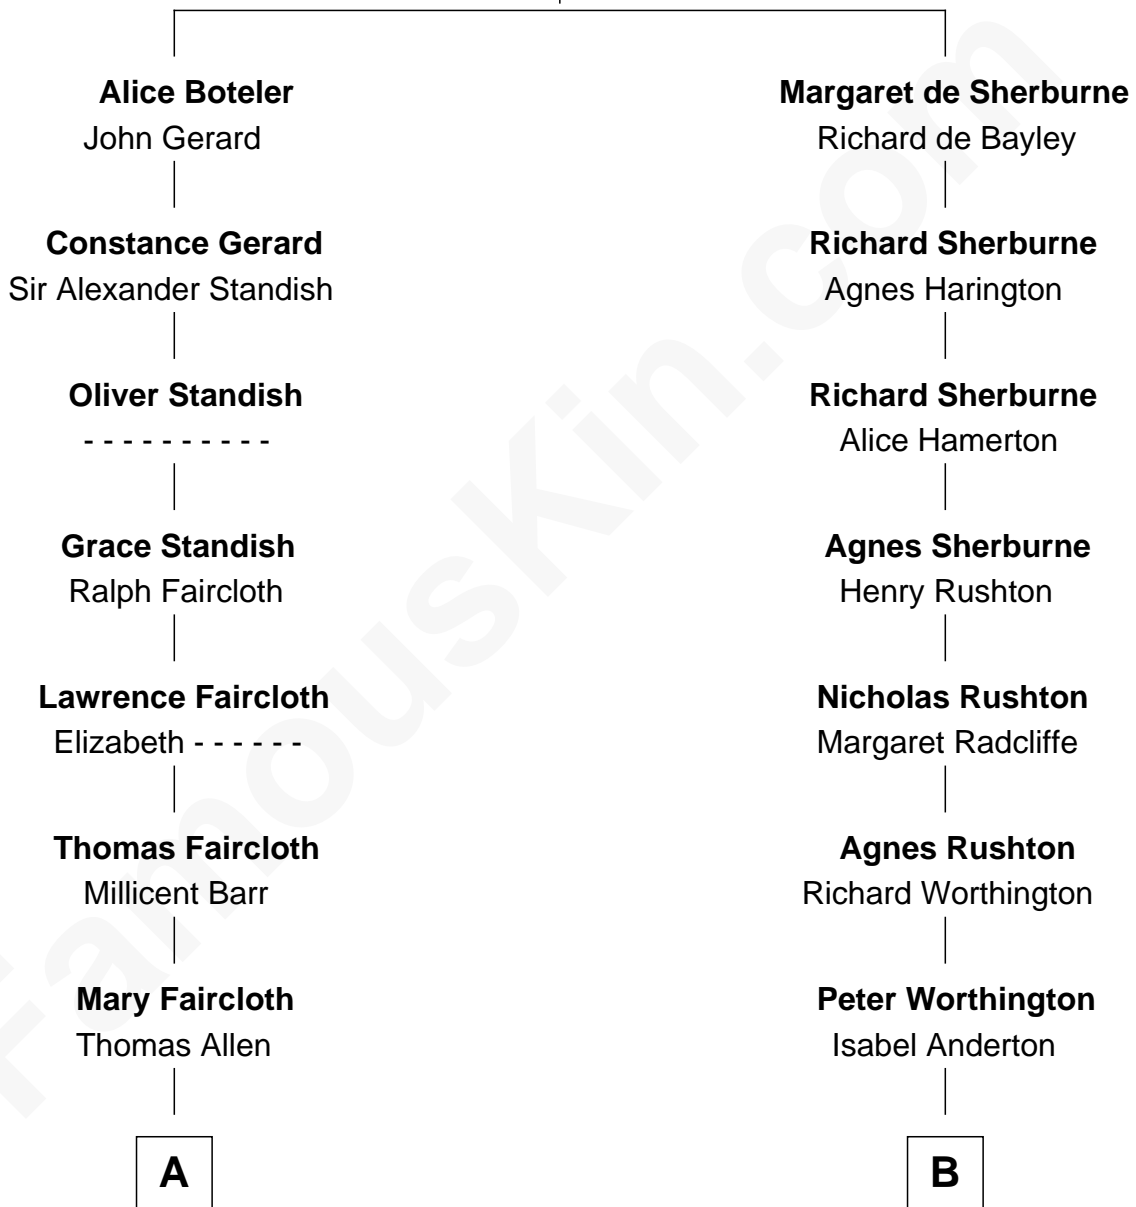 Alice Boteler
John Gerard
Constance Gerard
Sir Alexander Standish
Oliver Standish
- - - - - - - - - -
Grace Standish
Ralph Faircloth
Lawrence Faircloth
Elizabeth - - - - - -
Thomas Faircloth
Millicent Barr
Mary Faircloth
Thomas Allen
A
Margaret de Sherburne
Richard de Bayley
Richard Sherburne
Agnes Harington
Richard Sherburne
Alice Hamerton
Agnes Sherburne
Henry Rushton
Nicholas Rushton
Margaret Radcliffe
Agnes Rushton
Richard Worthington
Peter Worthington
Isabel Anderton
B
FamousKin.com